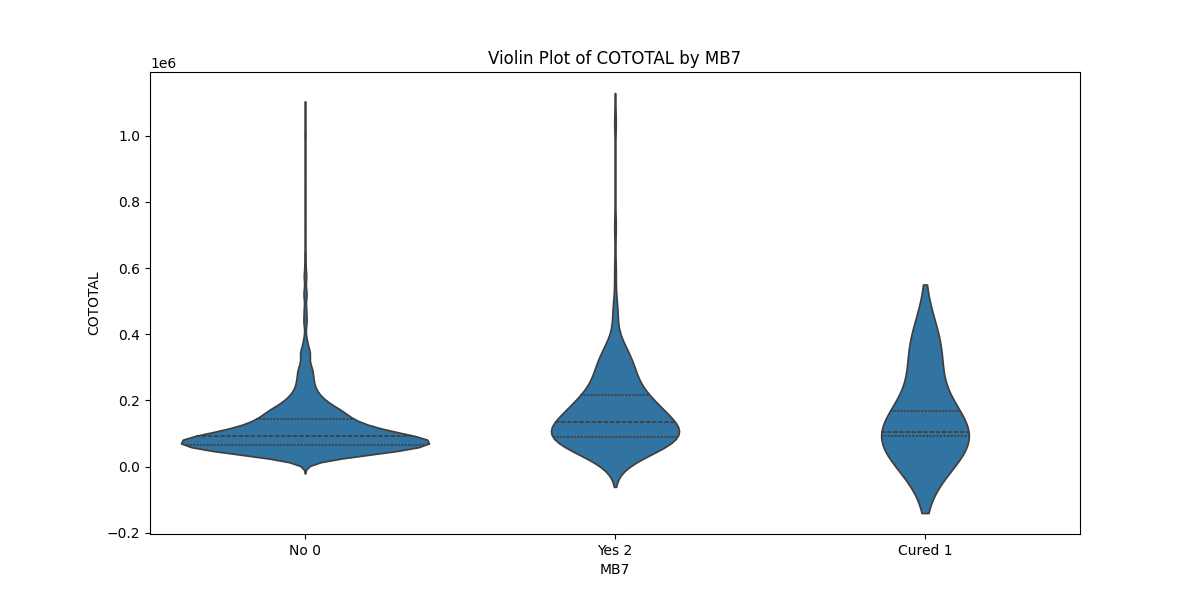 Violin Plot of COTOTAL by MB7
1e6
1.0
0.8
0.6
0.4
0.2
0.0
−0.2
COTOTAL
No 0
Yes 2
Cured 1
MB7